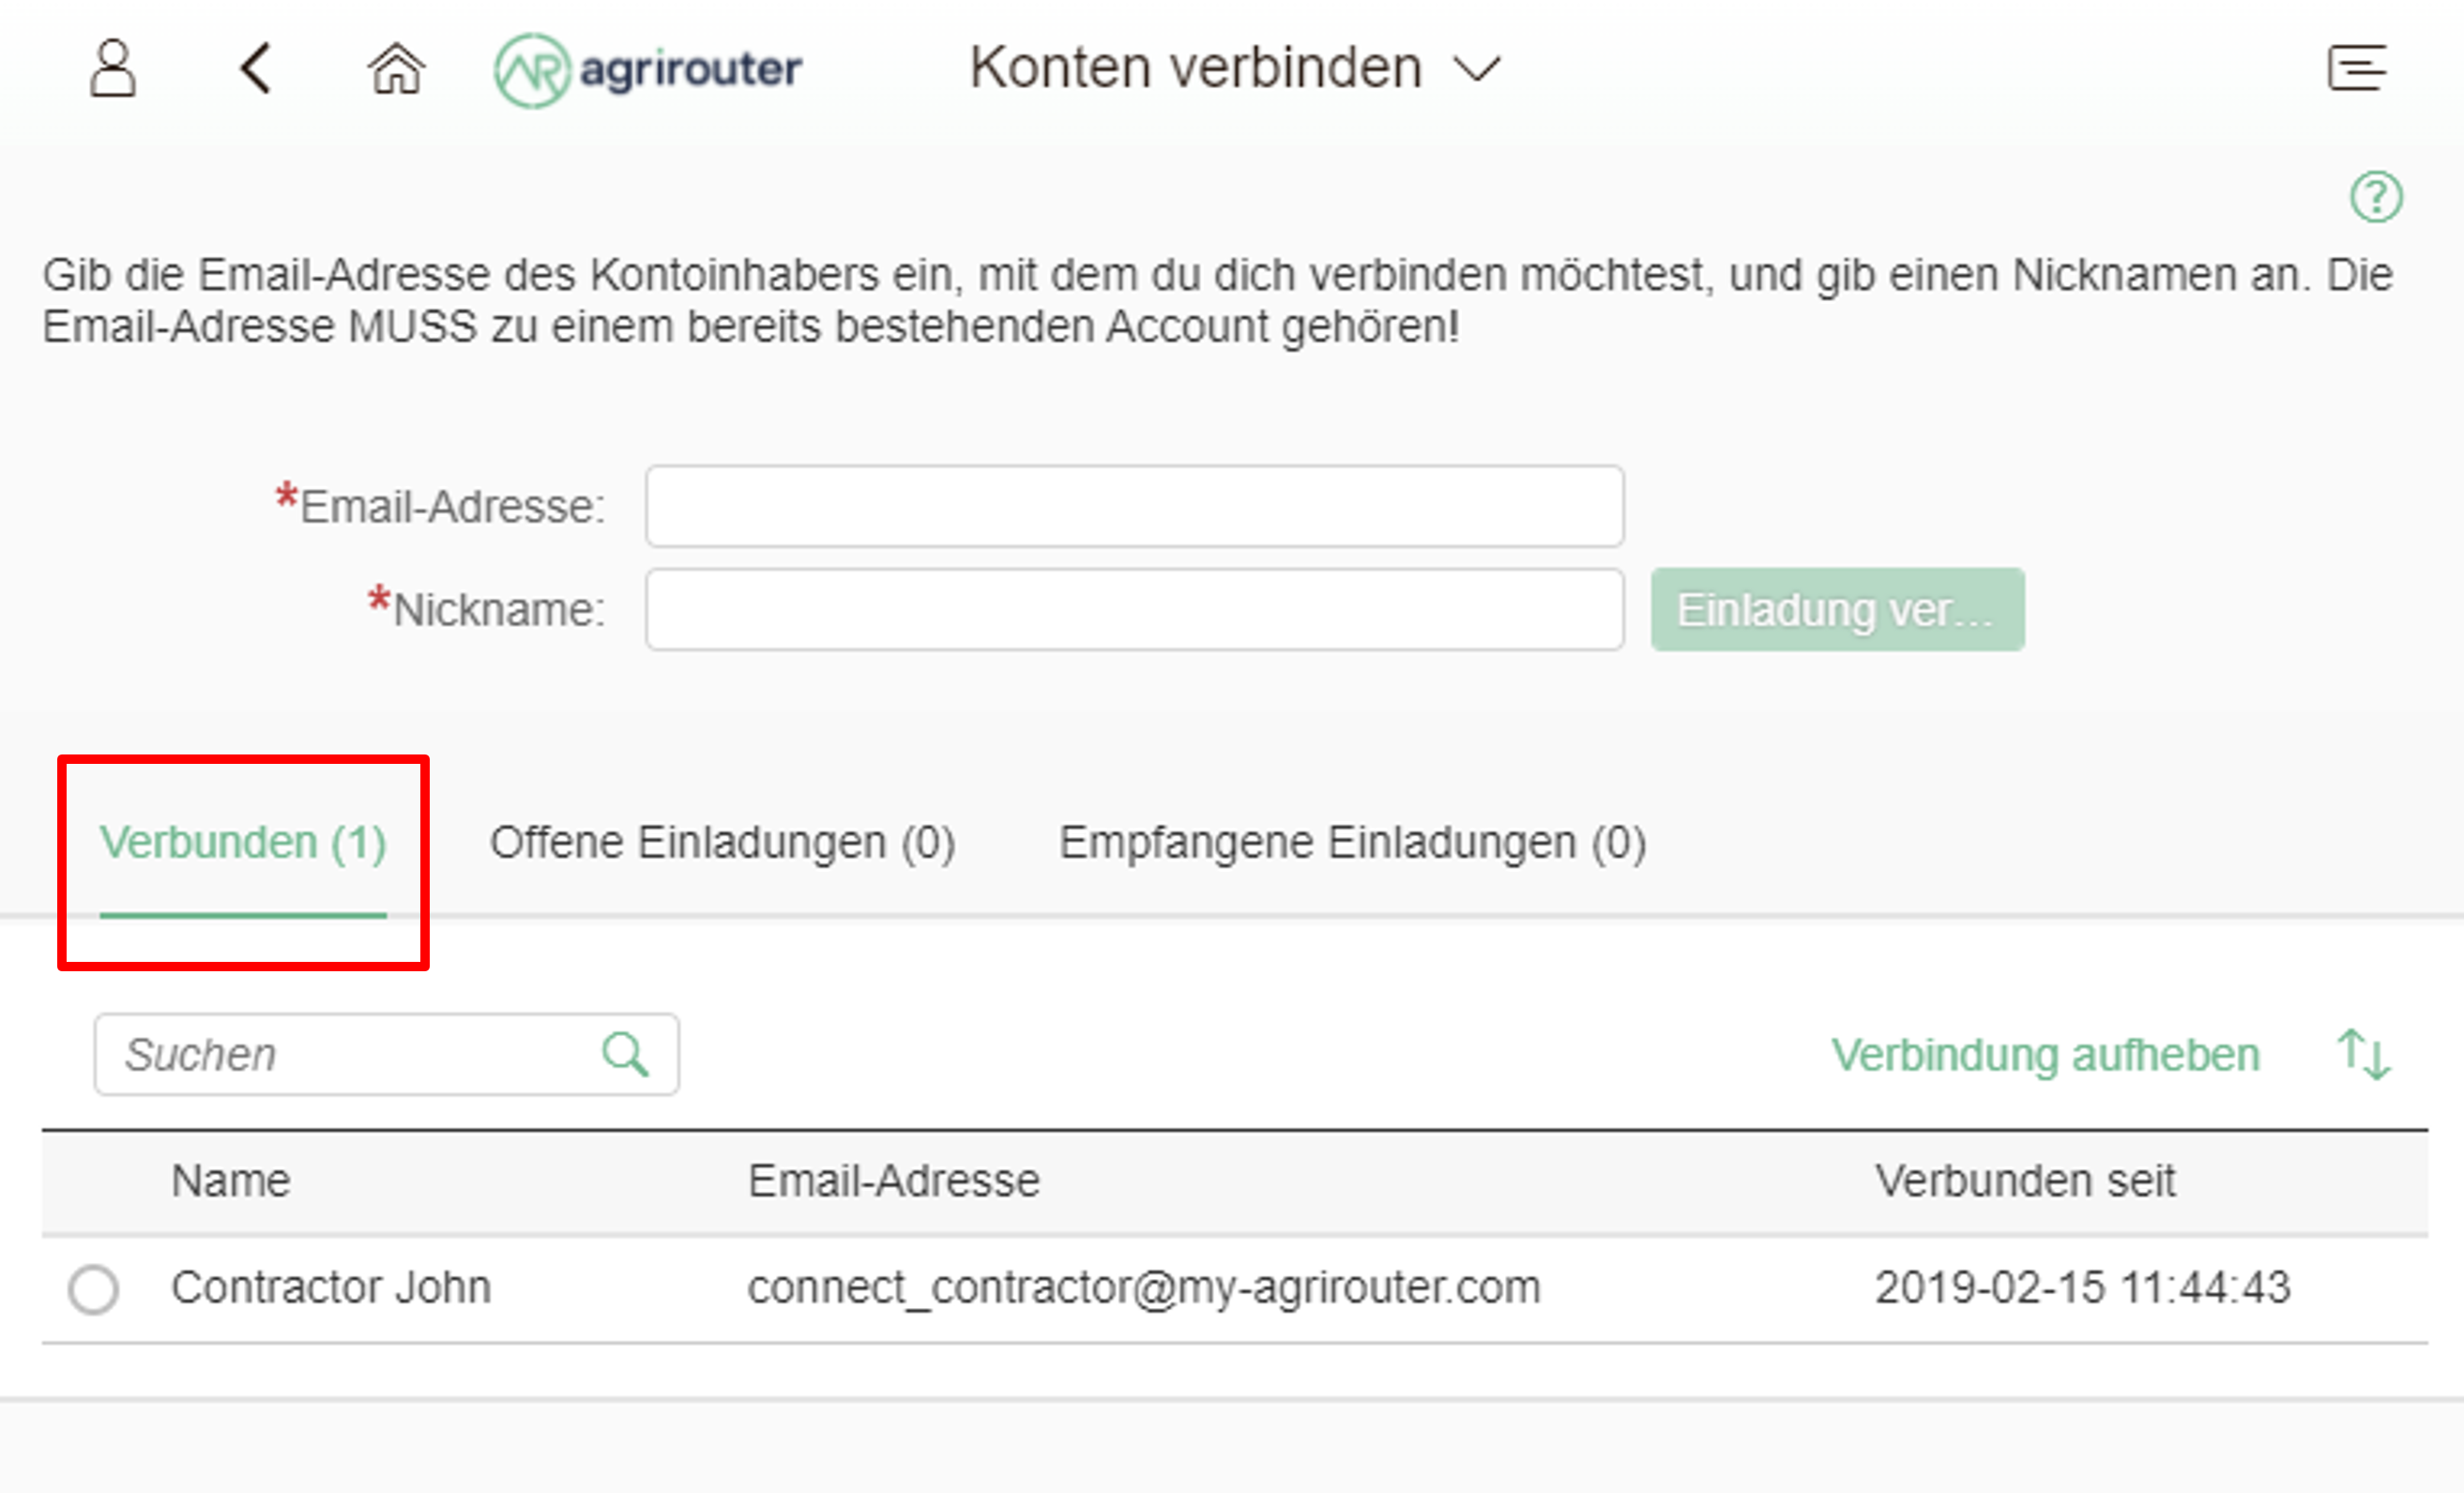 agrirouter
Konten verbinden
Gib die Email-Adresse des Kontoinhabers ein, mit dem du dich verbinden möchtest, und gib einen Nicknamen an. Die
Email-Adresse MUSS zu einem bereits bestehenden Account gehören!
*Email-Adresse:
*Nickname:
Einladung ver...
Verbunden (1) Offene Einladungen (0) Empfangene Einladungen (0)
Suchen
Verbindung aufheben
Name Email-Adresse Verbunden seit
Contractor John connect_contractor@my-agrirouter.com 2019-02-15 11:44:43